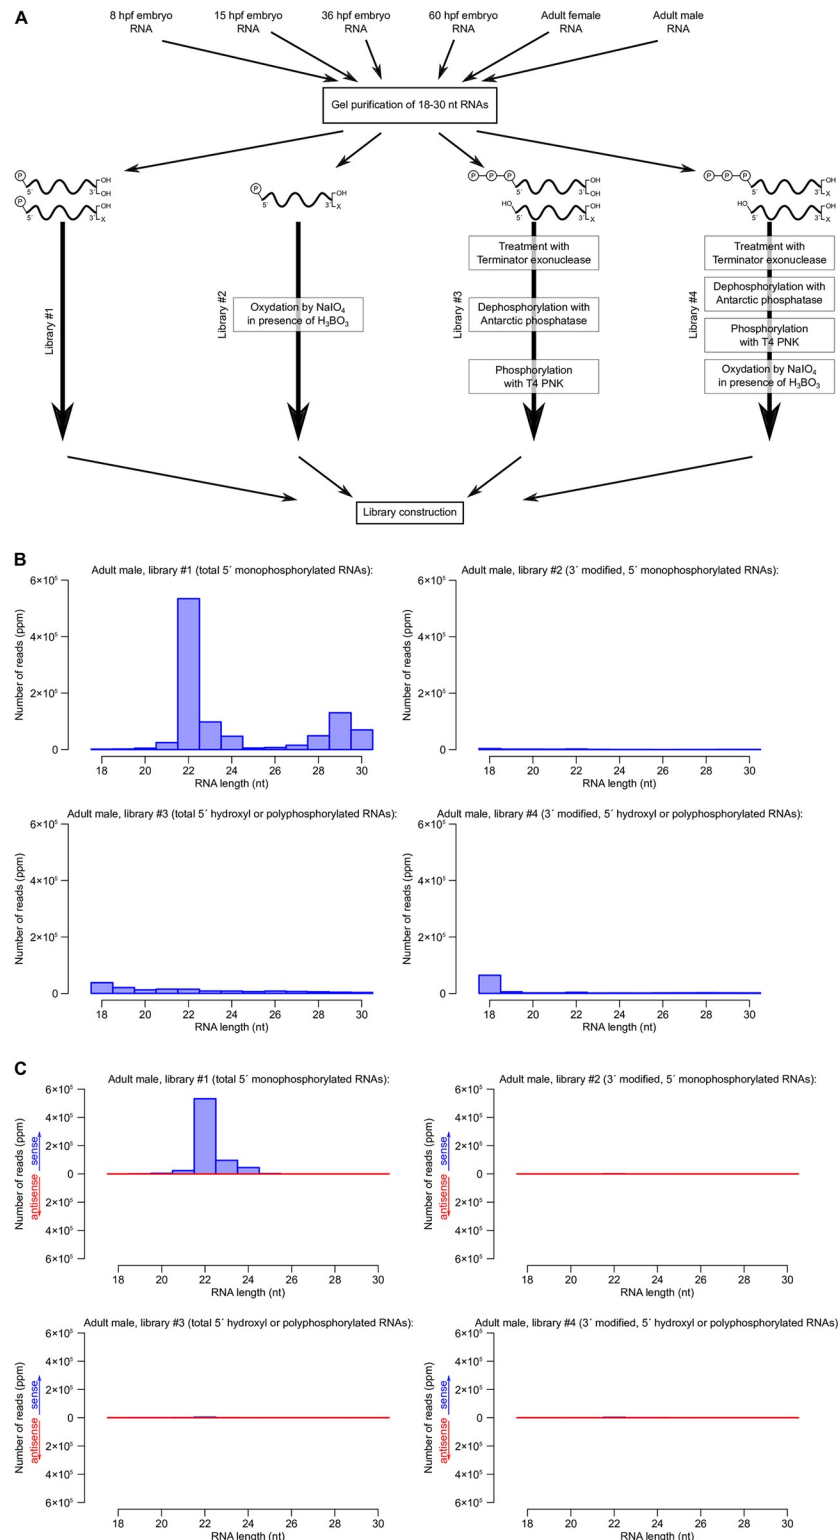 A
8 hpf embryo RNA
15 hpf embryo RNA
36 hpf embryo RNA
60 hpf embryo RNA
Adult female RNA
Adult male RNA
Gel purification of 18-30 nt RNAs
P 5´ 3´ OH OH
P 5´ 3´ OH X
P 5´ 3´ OH X
P P P 5´ 3´ OH OH
HO 5´ 3´ OH X
P P P 5´ 3´ OH X
HO 5´ 3´ OH X
Library #1
Library #2
Oxydation by NaIO₄
in presence of H₃BO₃
Library #3
Treatment with
Terminator exonuclease
Dephosphorylation with
Antarctic phosphatase
Phosphorylation
with T4 PNK
Library #4
Treatment with
Terminator exonuclease
Dephosphorylation with
Antarctic phosphatase
Phosphorylation
with T4 PNK
Oxydation by NaIO₄
in presence of H₃BO₃
Library construction
B
Adult male, library #1 (total 5´ monophosphorylated RNAs):
Number of reads (ppm)
6×10⁵
4×10⁵
2×10⁵
0
18 20 22 24 26 28 30
RNA length (nt)
Adult male, library #2 (3´ modified, 5´ monophosphorylated RNAs):
Number of reads (ppm)
6×10⁵
4×10⁵
2×10⁵
0
18 20 22 24 26 28 30
RNA length (nt)
Adult male, library #3 (total 5´ hydroxyl or polyphosphorylated RNAs):
Number of reads (ppm)
6×10⁵
4×10⁵
2×10⁵
0
18 20 22 24 26 28 30
RNA length (nt)
Adult male, library #4 (3´ modified, 5´ hydroxyl or polyphosphorylated RNAs):
Number of reads (ppm)
6×10⁵
4×10⁵
2×10⁵
0
18 20 22 24 26 28 30
RNA length (nt)
C
Adult male, library #1 (total 5´ monophosphorylated RNAs):
Number of reads (ppm)
antisense sense
6×10⁵
4×10⁵
2×10⁵
0
2×10⁵
4×10⁵
6×10⁵
18 20 22 24 26 28 30
RNA length (nt)
Adult male, library #2 (3´ modified, 5´ monophosphorylated RNAs):
Number of reads (ppm)
antisense sense
6×10⁵
4×10⁵
2×10⁵
0
2×10⁵
4×10⁵
6×10⁵
18 20 22 24 26 28 30
RNA length (nt)
Adult male, library #3 (total 5´ hydroxyl or polyphosphorylated RNAs):
Number of reads (ppm)
antisense sense
6×10⁵
4×10⁵
2×10⁵
0
2×10⁵
4×10⁵
6×10⁵
18 20 22 24 26 28 30
RNA length (nt)
Adult male, library #4 (3´ modified, 5´ hydroxyl or polyphosphorylated RNAs)
Number of reads (ppm)
antisense sense
6×10⁵
4×10⁵
2×10⁵
0
2×10⁵
4×10⁵
6×10⁵
18 20 22 24 26 28 30
RNA length (nt)